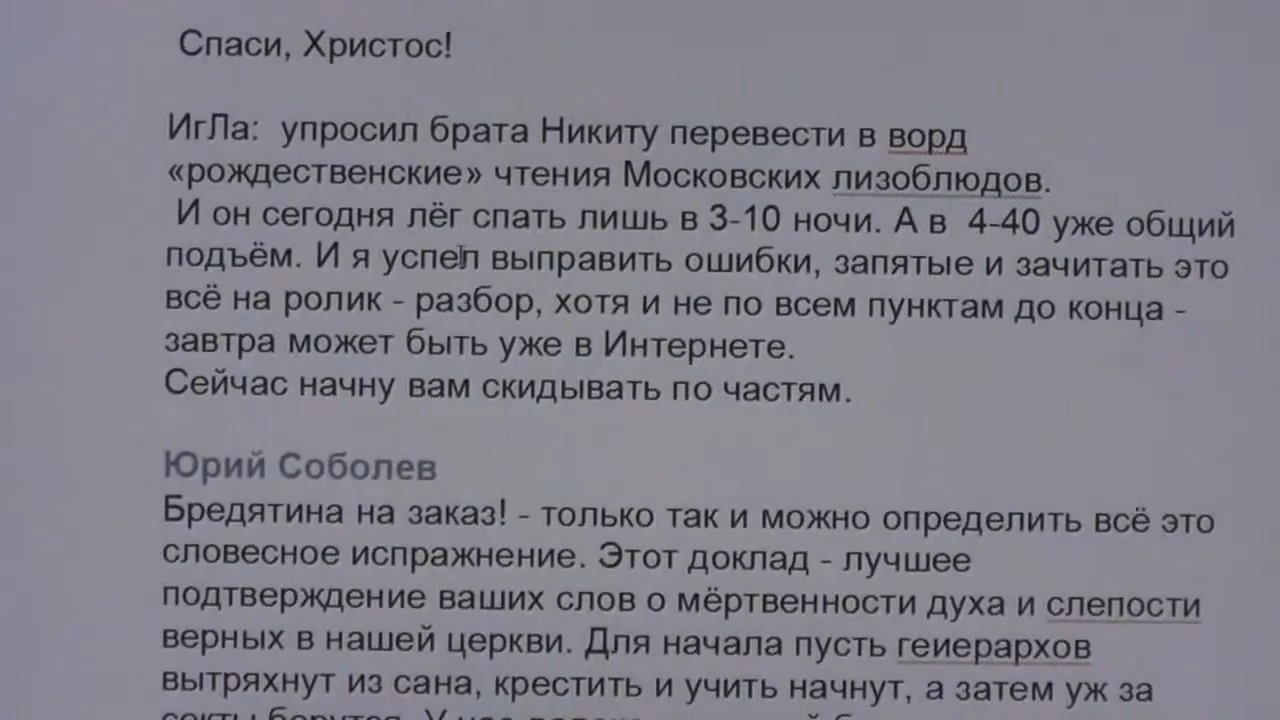 Спаси, Христос!
ИгЛа:  упросил брата Никиту перевести в ворд
«рождественские» чтения Московских лизоблюдов.
И он сегодня лёг спать лишь в 3-10 ночи. А в  4-40 уже общий
подъём. И я успел выправить ошибки, запятые и зачитать это
всё на ролик - разбор, хотя и не по всем пунктам до конца -
завтра может быть уже в Интернете.
Сейчас начну вам скидывать по частям.
Юрий Соболев
Бредятина на заказ! - только так и можно определить всё это
словесное испражнение. Этот доклад - лучшее
подтверждение ваших слов о мёртвенности духа и слепости
верных в нашей церкви. Для начала пусть геиерархов
вытряхнут из сана, крестить и учить начнут, а затем уж за